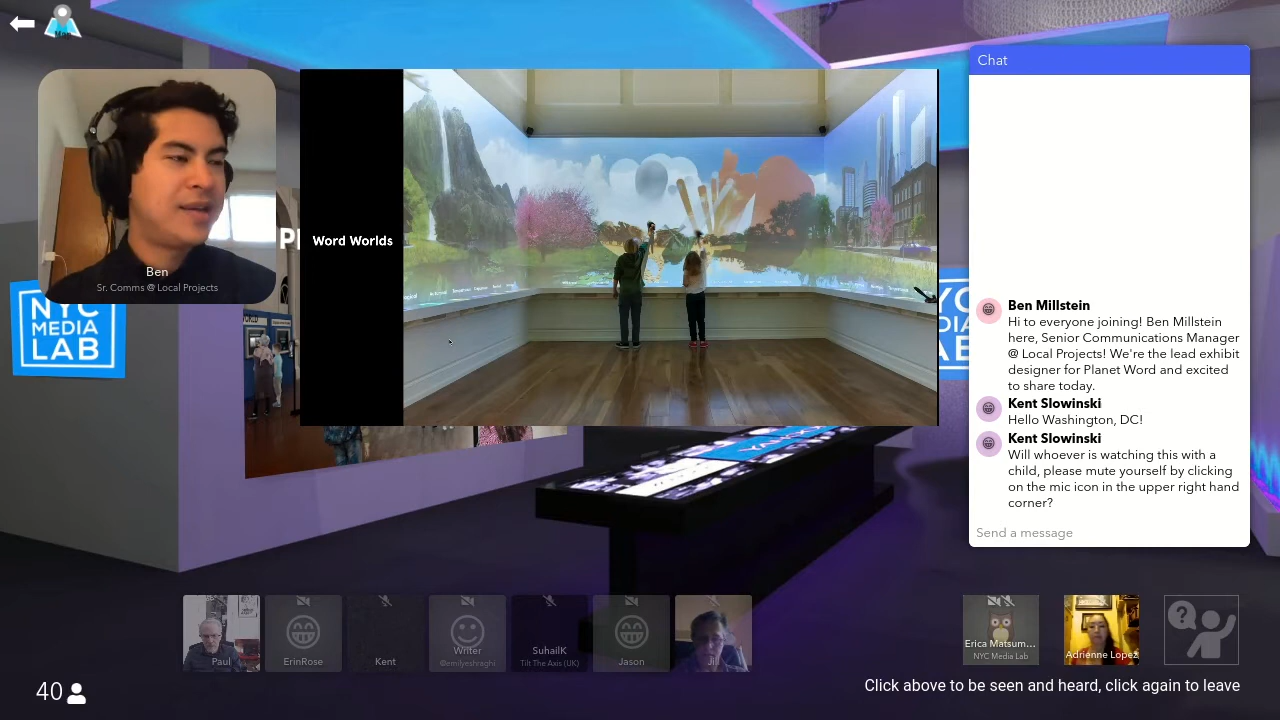 Map
Chat
Ben
Sr. Comms @ Local Projects
Word Worlds
NYC
MEDIA
LAB
Ben Millstein
Hi to everyone joining! Ben Millstein
here, Senior Communications Manager
@ Local Projects! We're the lead exhibit
designer for Planet Word and excited
to share today.
Kent Slowinski
Hello Washington, DC!
Kent Slowinski
Will whoever is watching this with a
child, please mute yourself by clicking
on the mic icon in the upper right hand
corner?
Send a message
Paul
ErinRose
Kent
Writer
@emilyeshraghi
SuhailK
Tilt The Axis (UK)
Jason
Jill
Erica Matsum...
NYC Media Lab
Adrienne Lopez
40
Click above to be seen and heard, click again to leave